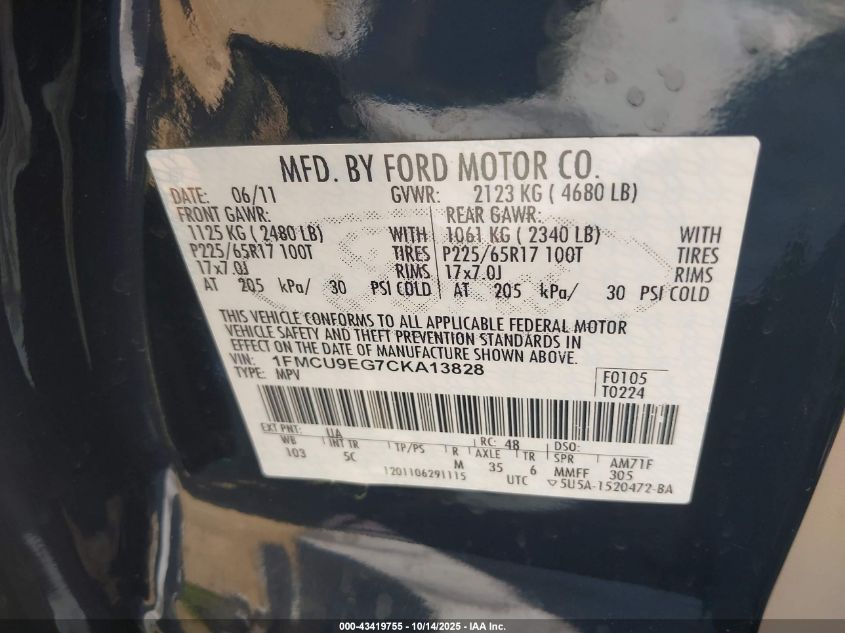 MFD. BY FORD MOTOR CO.
DATE: 06/11 GVWR: 2123 KG ( 4680 LB)
FRONT GAWR: REAR GAWR:
1125 KG ( 2480 LB) WITH 1061 KG ( 2340 LB) WITH
P225/65R17 100T TIRES P225/65R17 100T TIRES
17x7.0J RIMS 17x7.0J RIMS
AT 205 kPa/ 30 PSI COLD AT 205 kPa/ 30 PSI COLD
THIS VEHICLE CONFORMS TO ALL APPLICABLE FEDERAL MOTOR
VEHICLE SAFETY AND THEFT PREVENTION STANDARDS IN
EFFECT ON THE DATE OF MANUFACTURE SHOWN ABOVE.
VIN: 1FMCU9EG7CKA13828
TYPE: MPV
F0105
T0224
EXT PNT: UA RC: 48 DSO:
WB INT TR TP/PS R AXLE TR SPR AM71F
103 5C M 35 6 MMFF 305
1201106291115 UTC ▽5U5A-1520472-BA
000-43419755 - 10/14/2025 - IAA Inc.